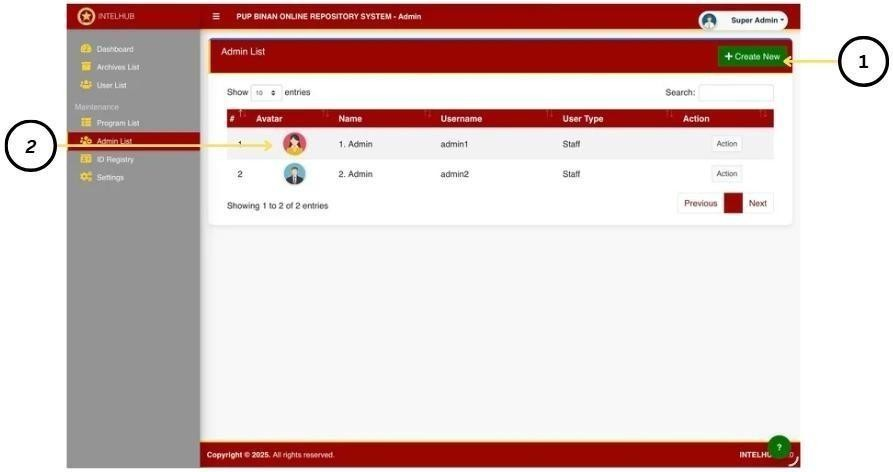 INTELHUB
PUP BINAN ONLINE REPOSITORY SYSTEM - Admin
Super Admin
Dashboard
Archives List
User List
Maintenance
Program List
Admin List
ID Registry
Settings
Admin List
+ Create New
1
2
Show 10 entries
Search:
# Avatar Name Username User Type Action
1 1. Admin admin1 Staff Action
2 2. Admin admin2 Staff Action
Showing 1 to 2 of 2 entries
Previous Next
Copyright © 2025. All rights reserved.
?